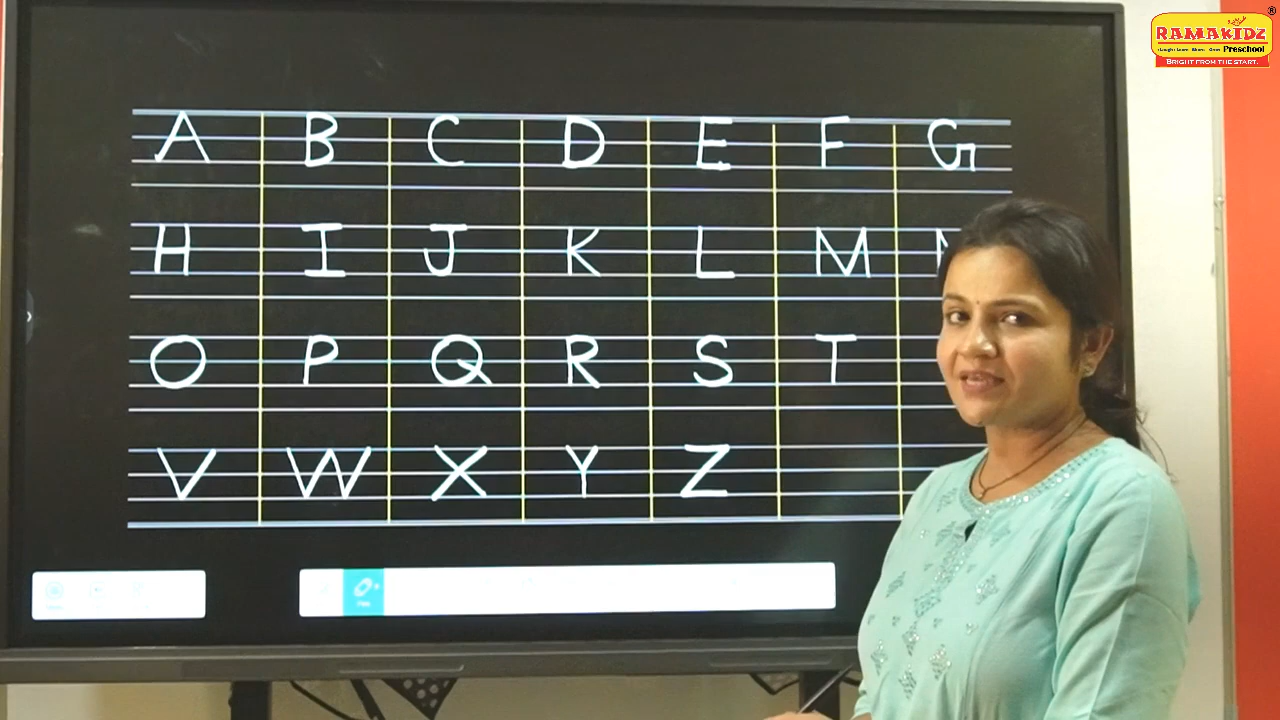 A B C D E F G
H I J K L M
O P Q R S T
V W X Y Z
RAMAKIDZ
Preschool
BRIGHT FROM THE START.